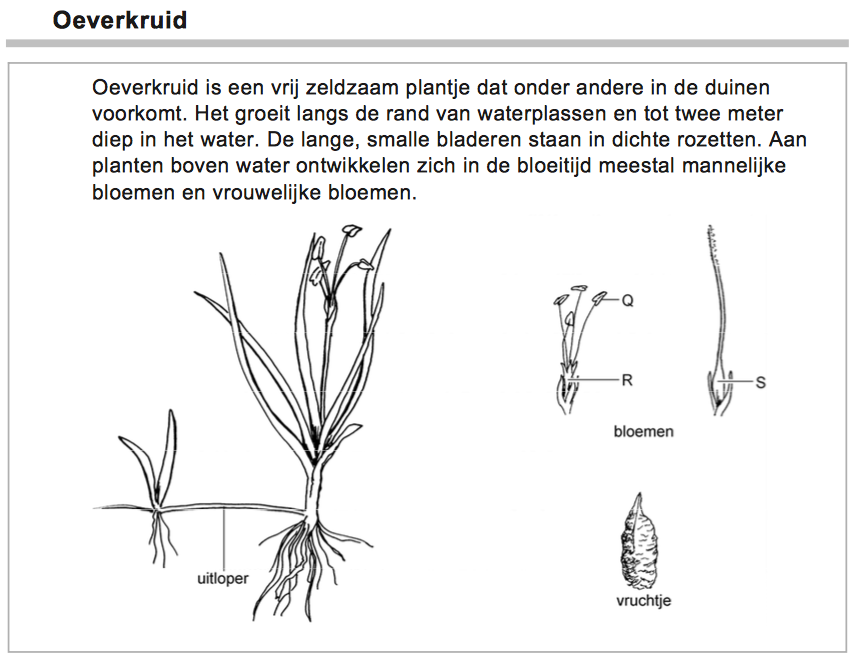 Oeverkruid
Oeverkruid is een vrij zeldzaam plantje dat onder andere in de duinen
voorkomt. Het groeit langs de rand van waterplassen en tot twee meter
diep in het water. De lange, smalle bladeren staan in dichte rozetten. Aan
planten boven water ontwikkelen zich in de bloeitijd meestal mannelijke
bloemen en vrouwelijke bloemen.
Q
R
S
bloemen
uitloper
vruchtje